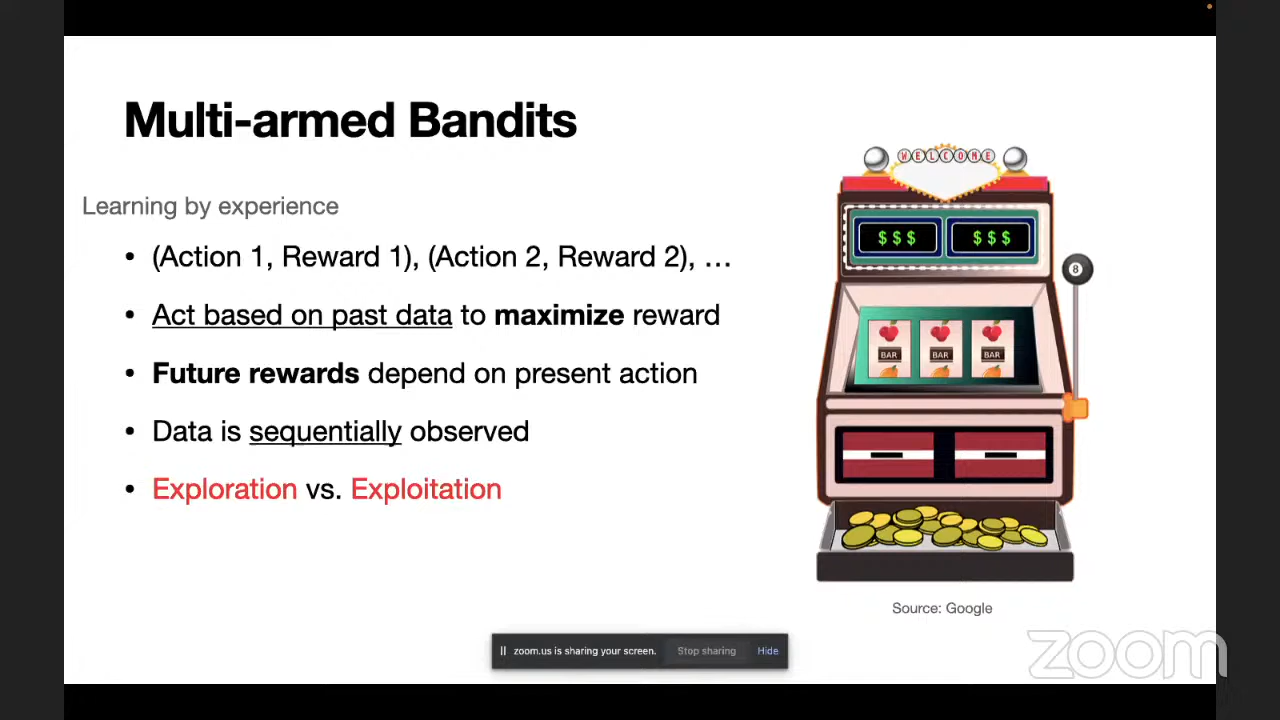 Multi-armed Bandits
Learning by experience
• (Action 1, Reward 1), (Action 2, Reward 2), …
• Act based on past data to maximize reward
• Future rewards depend on present action
• Data is sequentially observed
• Exploration vs. Exploitation
WELCOME
$$$ $$$
8
BAR BAR BAR
Source: Google
zoom.us is sharing your screen. Stop sharing Hide
zoom